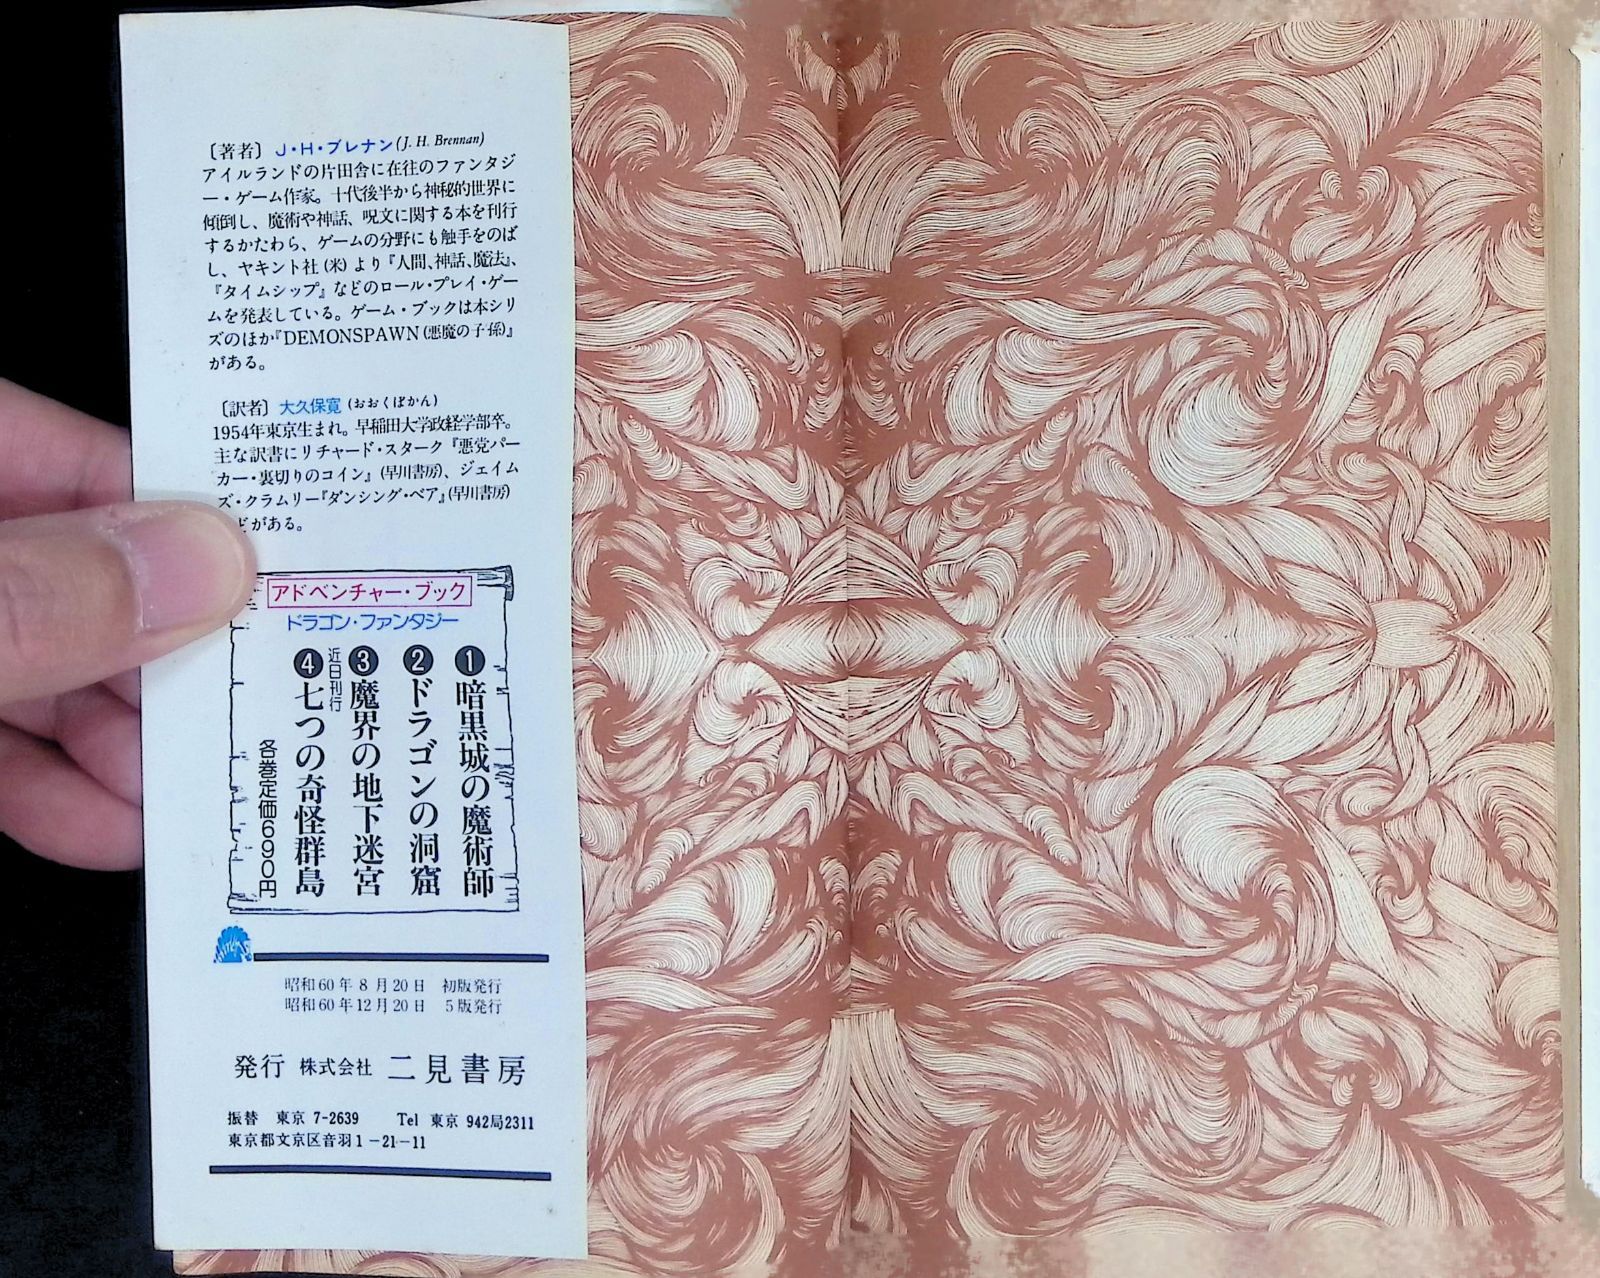 〔著者〕 J・H・ブレナン(J. H. Brennan)
アイルランドの片田舎に在往のファンタジ
ー・ゲーム作家。十代後半から神秘的世界に
傾倒し、魔術や神話、呪文に関する本を刊行
するかたわら、ゲームの分野にも触手をのば
し、ヤキント社(米)より『人間、神話、魔法』、
『タイムシップ』などのロール・プレイ・ゲー
ムを発表している。ゲーム・ブックは本シリー
ズのほか『DEMONSPAWN(悪魔の子孫)』
がある。
〔訳者〕 大久保寛(おおくぼかん)
1954年東京生まれ。早稲田大学政経学部卒。
主な訳書にリチャード・スターク『悪党パー
カー・裏切りのコイン』(早川書房)、ジェイム
ズ・クラムリー『ダンシング・ベア』(早川書房)
どがある。
アドベンチャー・ブック
ドラゴン・ファンタジー
❶暗黒城の魔術師
❷ドラゴンの洞窟
❸魔界の地下迷宮
近日刊行
❹七つの奇怪群島
各巻定価690円
昭和60年8月20日 初版発行
昭和60年12月20日 5版発行
発行 株式会社 二見書房
振替 東京 7-2639 Tel 東京 942局2311
東京都文京区音羽1-21-11